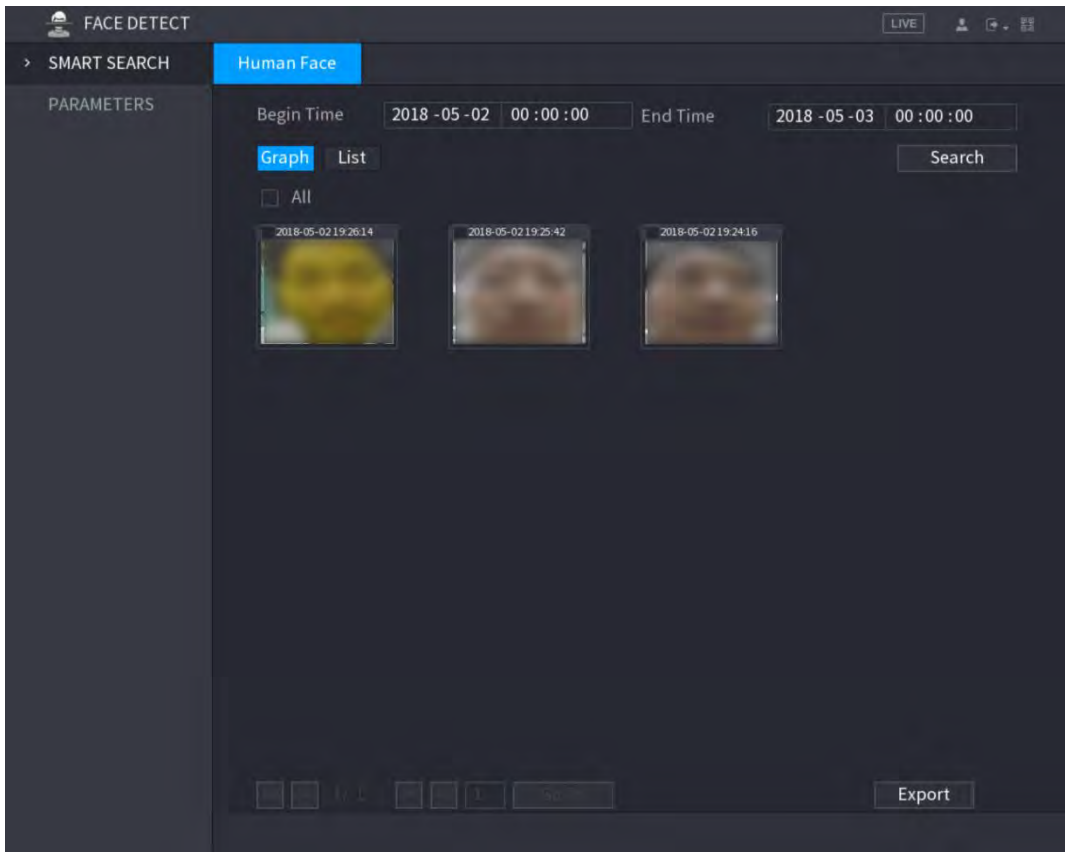 FACE DETECT LIVE
SMART SEARCH Human Face
PARAMETERS
Begin Time 2018 -05 -02 00 :00 :00 End Time 2018 -05 -03 00 :00 :00
Graph List Search
All
2018-05-02 19:26:14 2018-05-02 19:25:42 2018-05-02 19:24:16
Export